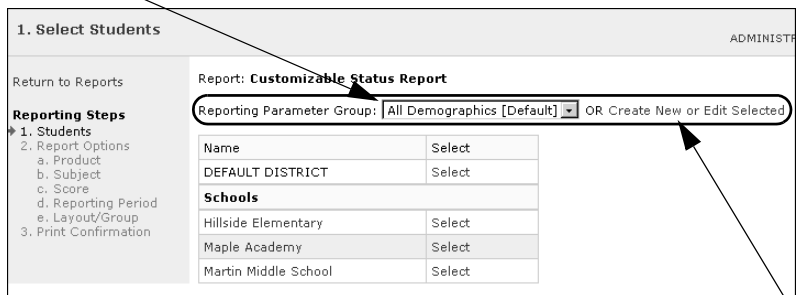 1. Select Students
ADMINISTR
Return to Reports
Reporting Steps
1. Students
2. Report Options
a. Product
b. Subject
c. Score
d. Reporting Period
e. Layout/Group
3. Print Confirmation
Report: Customizable Status Report
Reporting Parameter Group: All Demographics [Default] OR Create New or Edit Selected
Name Select
DEFAULT DISTRICT Select
Schools
Hillside Elementary Select
Maple Academy Select
Martin Middle School Select